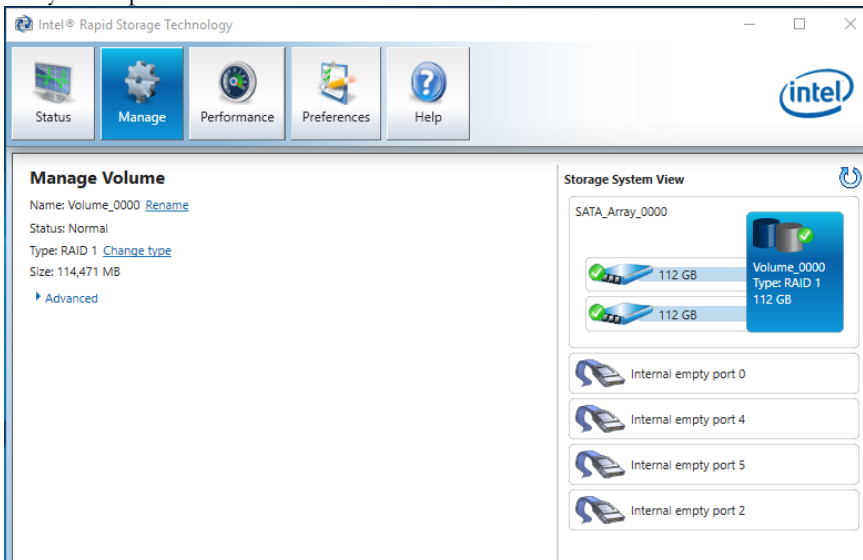 Intel® Rapid Storage Technology
Status
Manage
Performance
Preferences
Help
intel
Manage Volume
Name: Volume_0000 Rename
Status: Normal
Type: RAID 1 Change type
Size: 114,471 MB
Advanced
Storage System View
SATA_Array_0000
112 GB
112 GB
Volume_0000
Type: RAID 1
112 GB
Internal empty port 0
Internal empty port 4
Internal empty port 5
Internal empty port 2